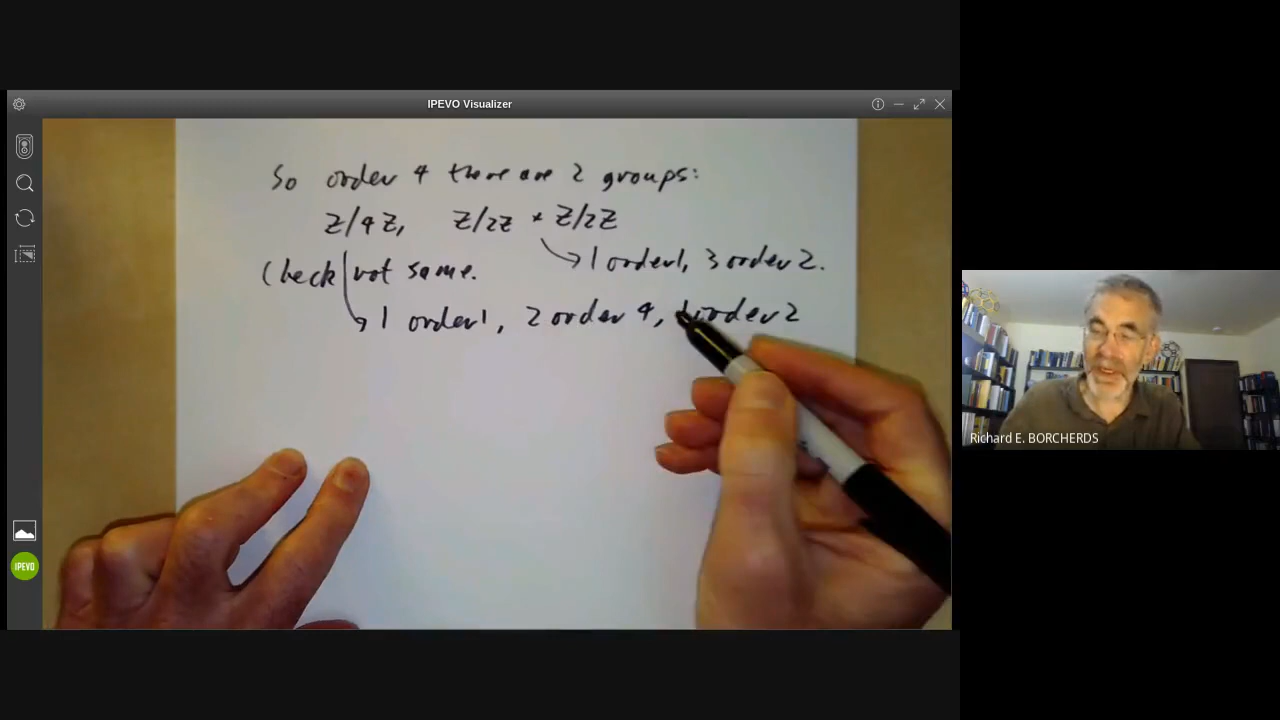 IPEVO Visualizer
So order 4 there are 2 groups:
Z/4Z, Z/2Z × Z/2Z
→ 1 order 1, 3 order 2.
Check not same.
→ 1 order 1, 2 order 4, 1 order 2
Richard E. BORCHERDS
IPEVO